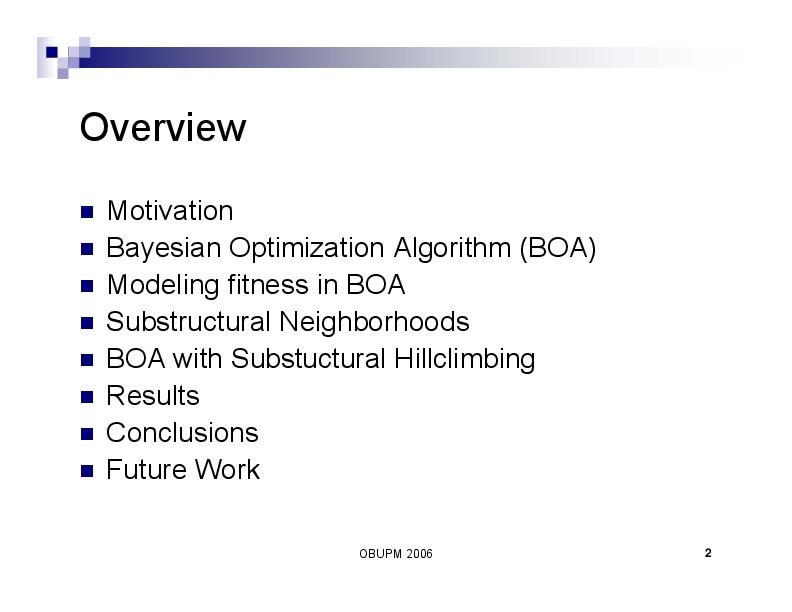 Overview
Motivation
Bayesian Optimization Algorithm (BOA)
Modeling fitness in BOA
Substructural Neighborhoods
BOA with Substuctural Hillclimbing
Results
Conclusions
Future Work
OBUPM 2006
2